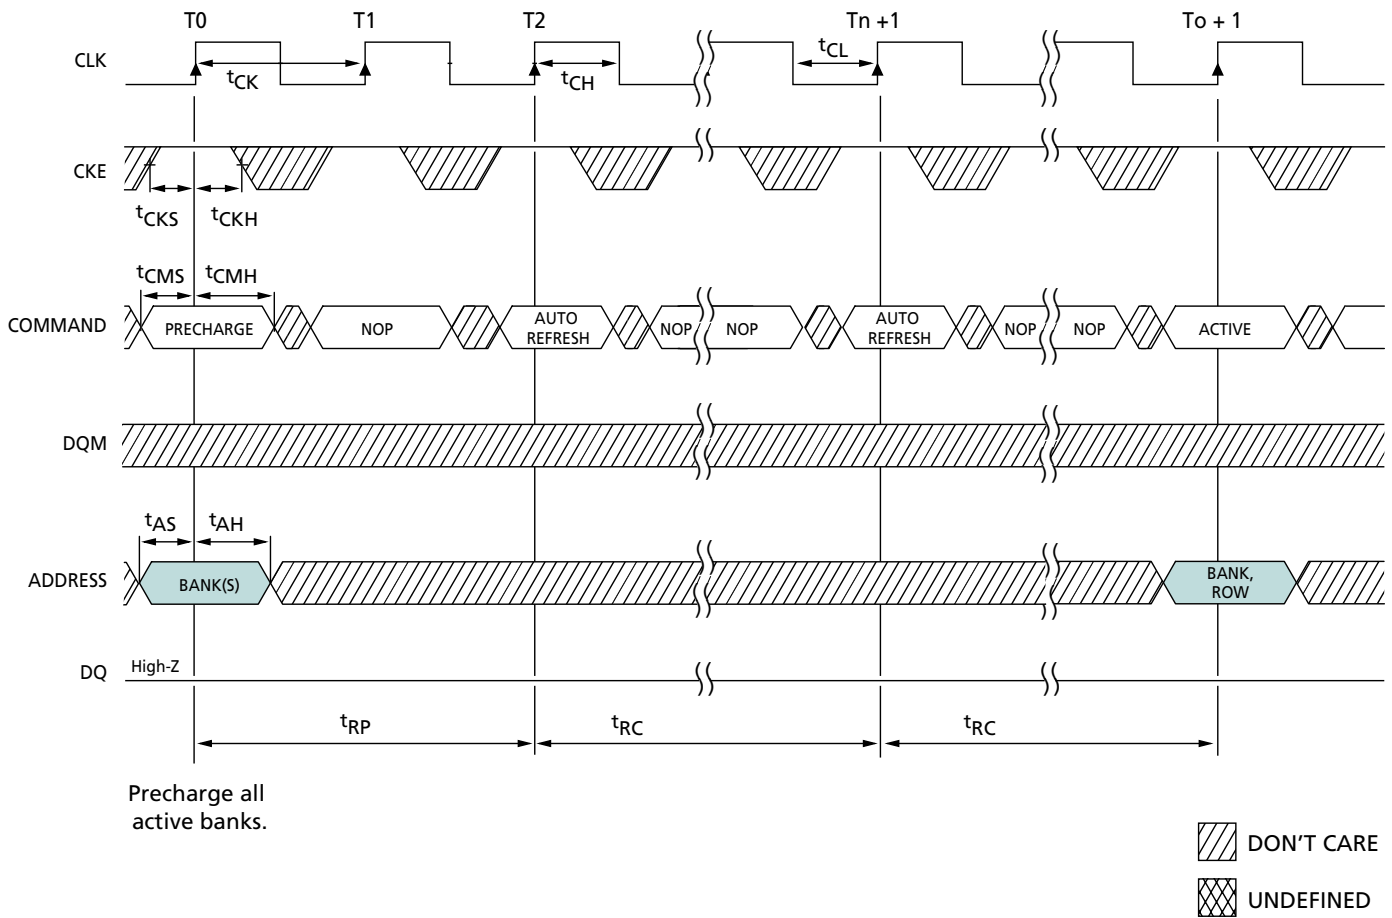 T0 T1 T2 Tn +1 To + 1
CLK
tCK tCH tCL
CKE
tCKS tCKH
tCMS tCMH
COMMAND PRECHARGE NOP AUTO REFRESH NOP NOP AUTO REFRESH NOP NOP ACTIVE
DQM
tAS tAH
ADDRESS BANK(S) BANK, ROW
DQ High-Z
tRP tRC tRC
Precharge all
active banks.
DON'T CARE
UNDEFINED